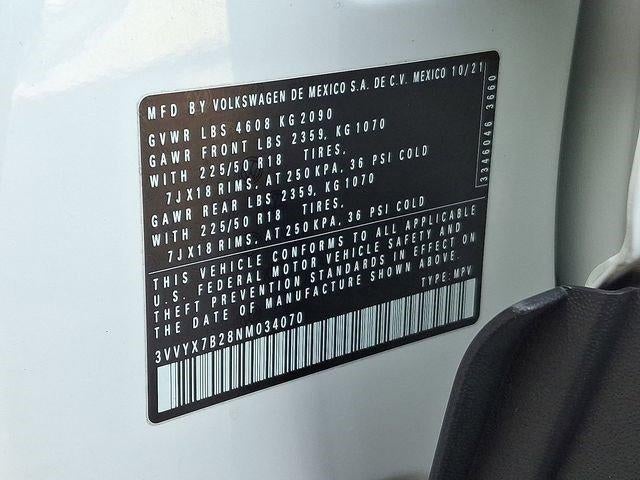 MFD BY VOLKSWAGEN DE MEXICO S.A. DE C.V. MEXICO 10/21
GVWR LBS 4608 KG2090
GAWR FRONT LBS 2359, KG1070
WITH 225/50 R18 TIRES,
7JX18 RIMS, AT250KPA, 36 PSI COLD
GAWR REAR LBS 2359, KG1070
WITH 225/50 R18 TIRES,
7JX18 RIMS, AT250KPA, 36 PSI COLD
3346046 3660
THIS VEHICLE CONFORMS TO ALL APPLICABLE
U.S. FEDERAL MOTOR VEHICLE SAFETY AND
THEFT PREVENTION STANDARDS IN EFFECT ON
THE DATE OF MANUFACTURE SHOWN ABOVE.
TYPE: MPV
3VVYX7B28NM034070